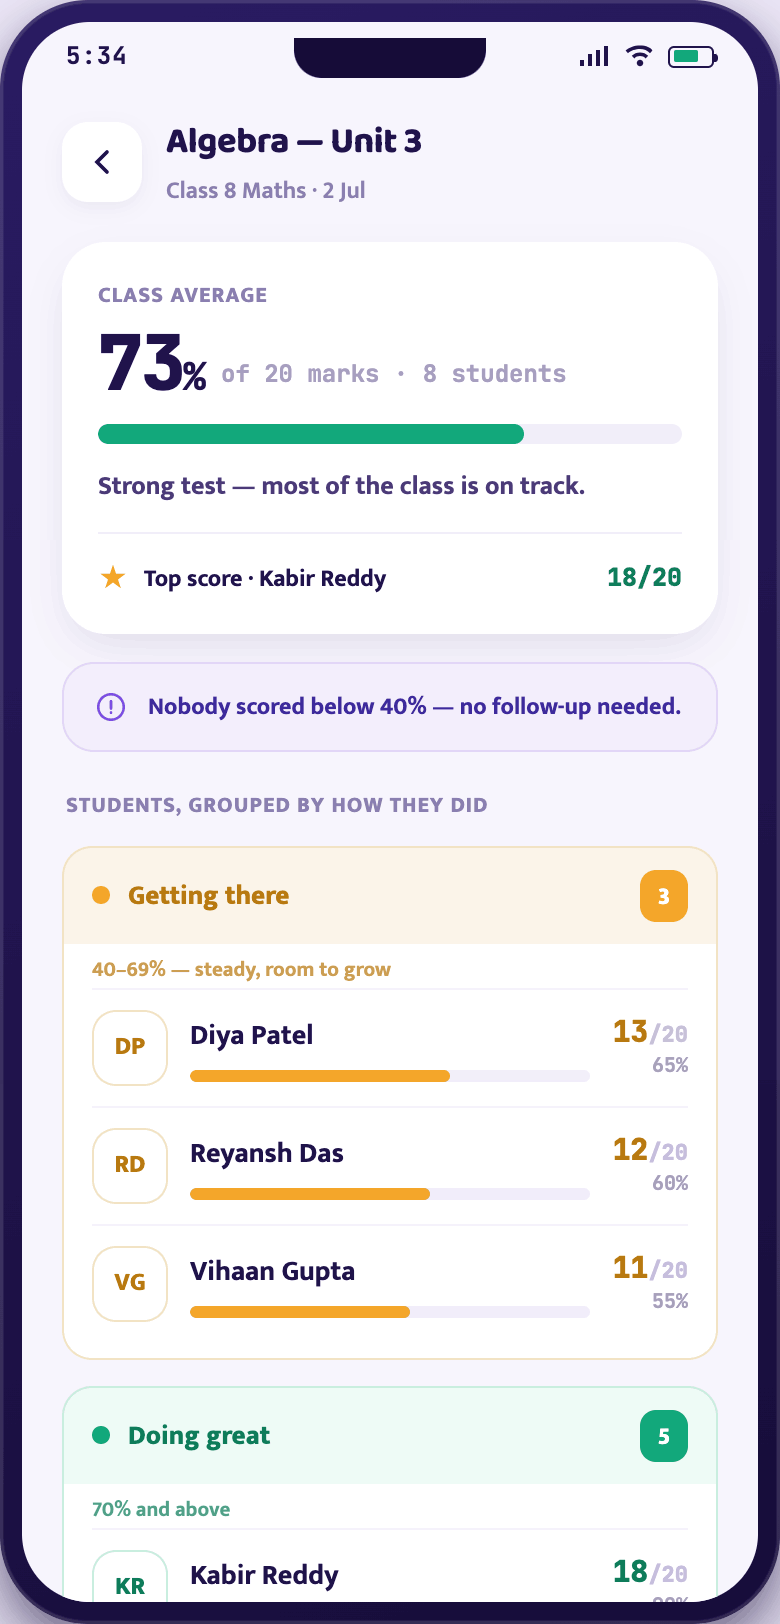 5:34
Algebra — Unit 3
Class 8 Maths · 2 Jul
CLASS AVERAGE
73% of 20 marks · 8 students
Strong test — most of the class is on track.
★ Top score · Kabir Reddy 18/20
Nobody scored below 40% — no follow-up needed.
STUDENTS, GROUPED BY HOW THEY DID
Getting there 3
40–69% — steady, room to grow
DP Diya Patel 13/20
65%
RD Reyansh Das 12/20
60%
VG Vihaan Gupta 11/20
55%
Doing great 5
70% and above
KR Kabir Reddy 18/20